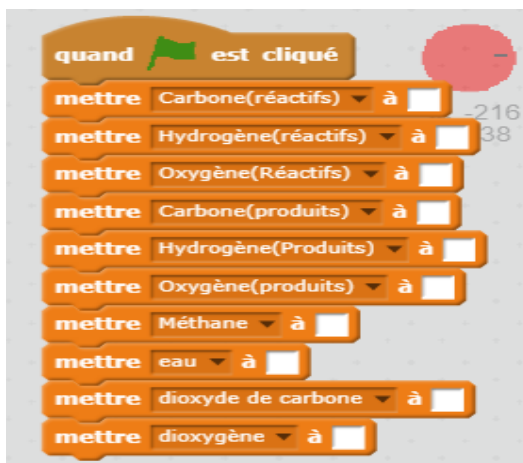 quand est cliqué
mettre Carbone(réactifs) à
-216
mettre Hydrogène(réactifs) à
38
mettre Oxygène(Réactifs) à
mettre Carbone(produits) à
mettre Hydrogène(Produits) à
mettre Oxygène(produits) à
mettre Méthane à
mettre eau à
mettre dioxyde de carbone à
mettre dioxygène à